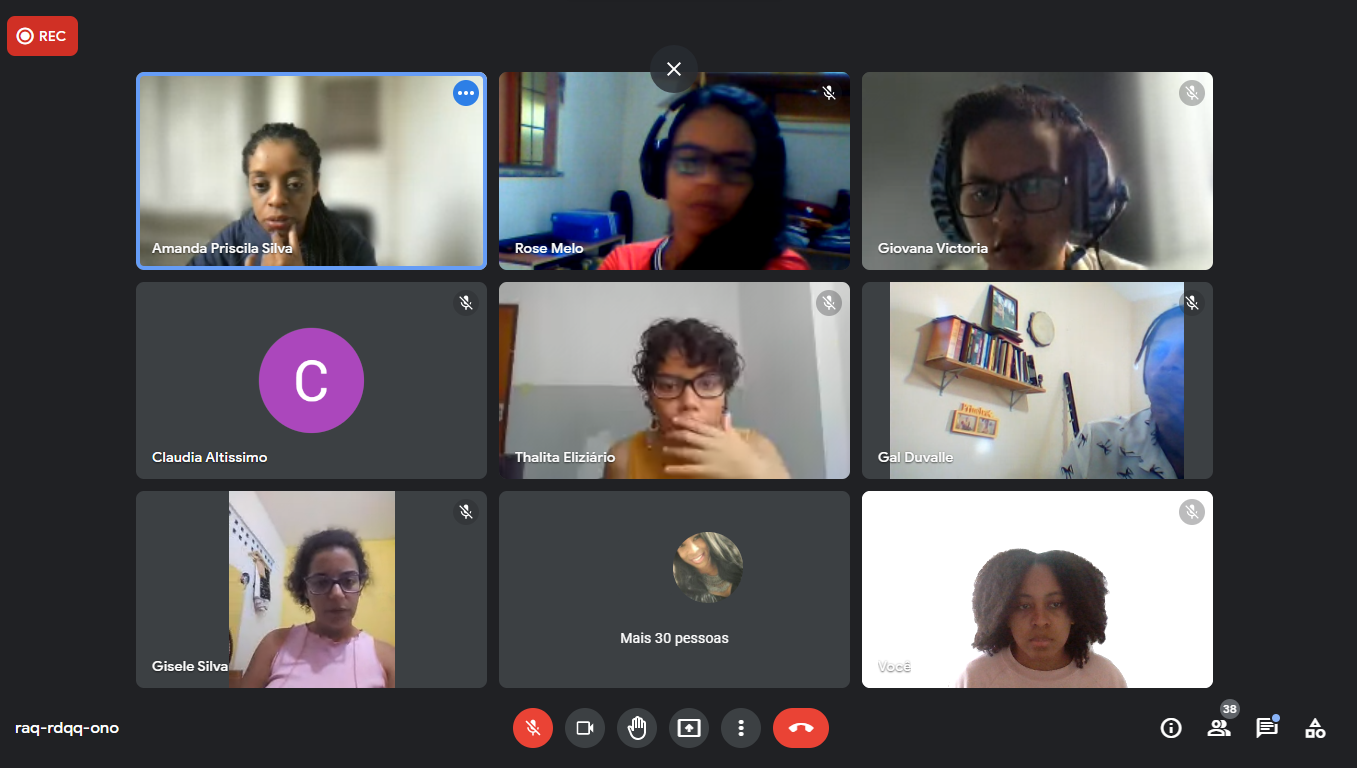 REC
Amanda Priscila Silva
Rose Melo
Giovana Victoria
C
Claudia Altissimo
Thalita Eliziário
Gal Duvalle
Gisele Silva
Mais 30 pessoas
Você
raq-rdqq-ono
38